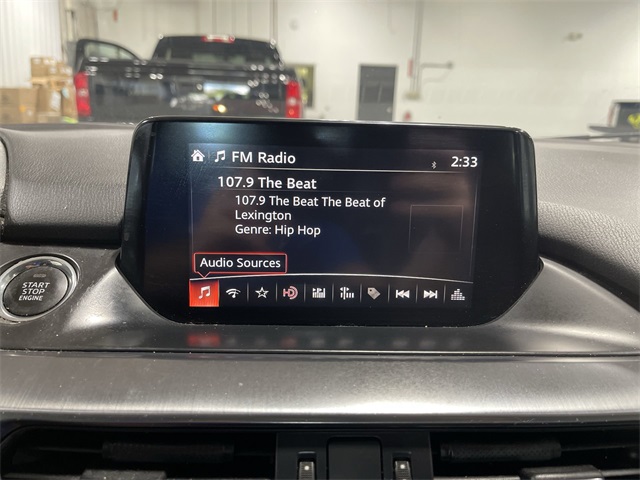 FM Radio
2:33
107.9 The Beat
107.9 The Beat The Beat of
Lexington
Genre: Hip Hop
Audio Sources
HD
START
STOP
ENGINE